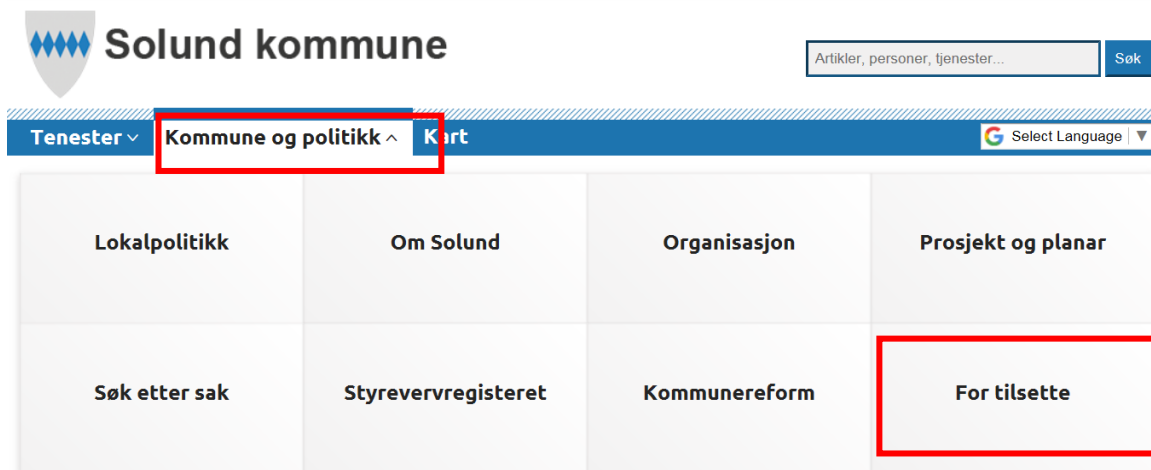 Solund kommune
Artikler, personer, tjenester... Søk
Tenester Kommune og politikk Kart Select Language
Lokalpolitikk Om Solund Organisasjon Prosjekt og planar
Søk etter sak Styrevervregisteret Kommunereform For tilsette